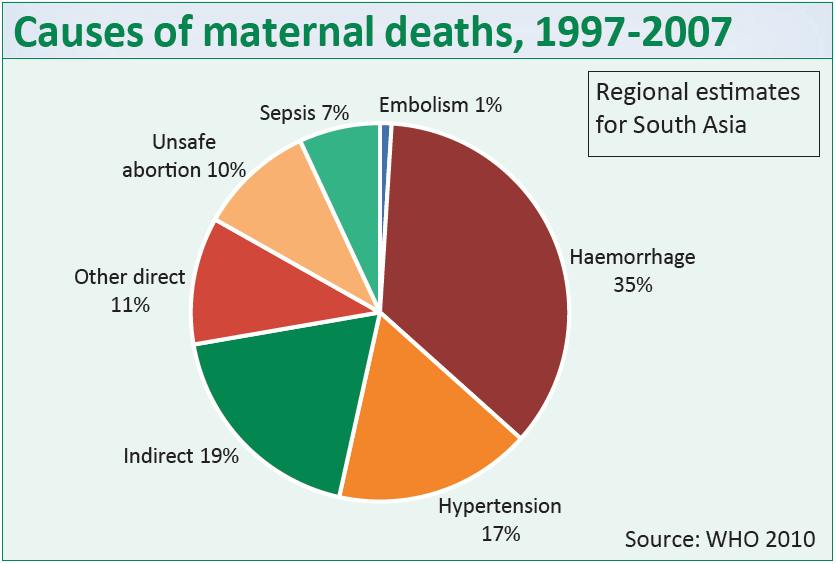 Causes of maternal deaths, 1997-2007
Regional estimates
for South Asia
Embolism 1%
Haemorrhage
35%
Hypertension
17%
Indirect 19%
Other direct
11%
Unsafe
abortion 10%
Sepsis 7%
Source: WHO 2010